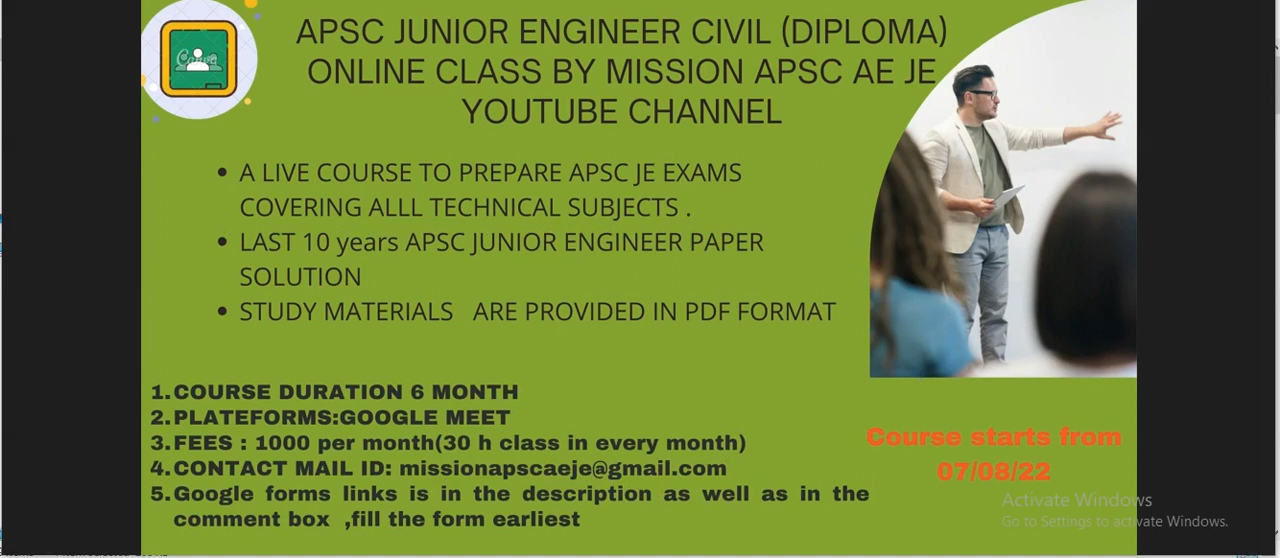 APSC JUNIOR ENGINEER CIVIL (DIPLOMA)
ONLINE CLASS BY MISSION APSC AE JE
YOUTUBE CHANNEL
Canva
• A LIVE COURSE TO PREPARE APSC JE EXAMS
COVERING ALLL TECHNICAL SUBJECTS .
• LAST 10 years APSC JUNIOR ENGINEER PAPER
SOLUTION
• STUDY MATERIALS ARE PROVIDED IN PDF FORMAT
1. COURSE DURATION 6 MONTH
2. PLATEFORMS:GOOGLE MEET
3. FEES : 1000 per month(30 h class in every month)
4. CONTACT MAIL ID: missionapscaeje@gmail.com
5. Google forms links is in the description as well as in the
comment box ,fill the form earliest
Course starts from
07/08/22
Activate Windows
Go to Settings to activate Windows.